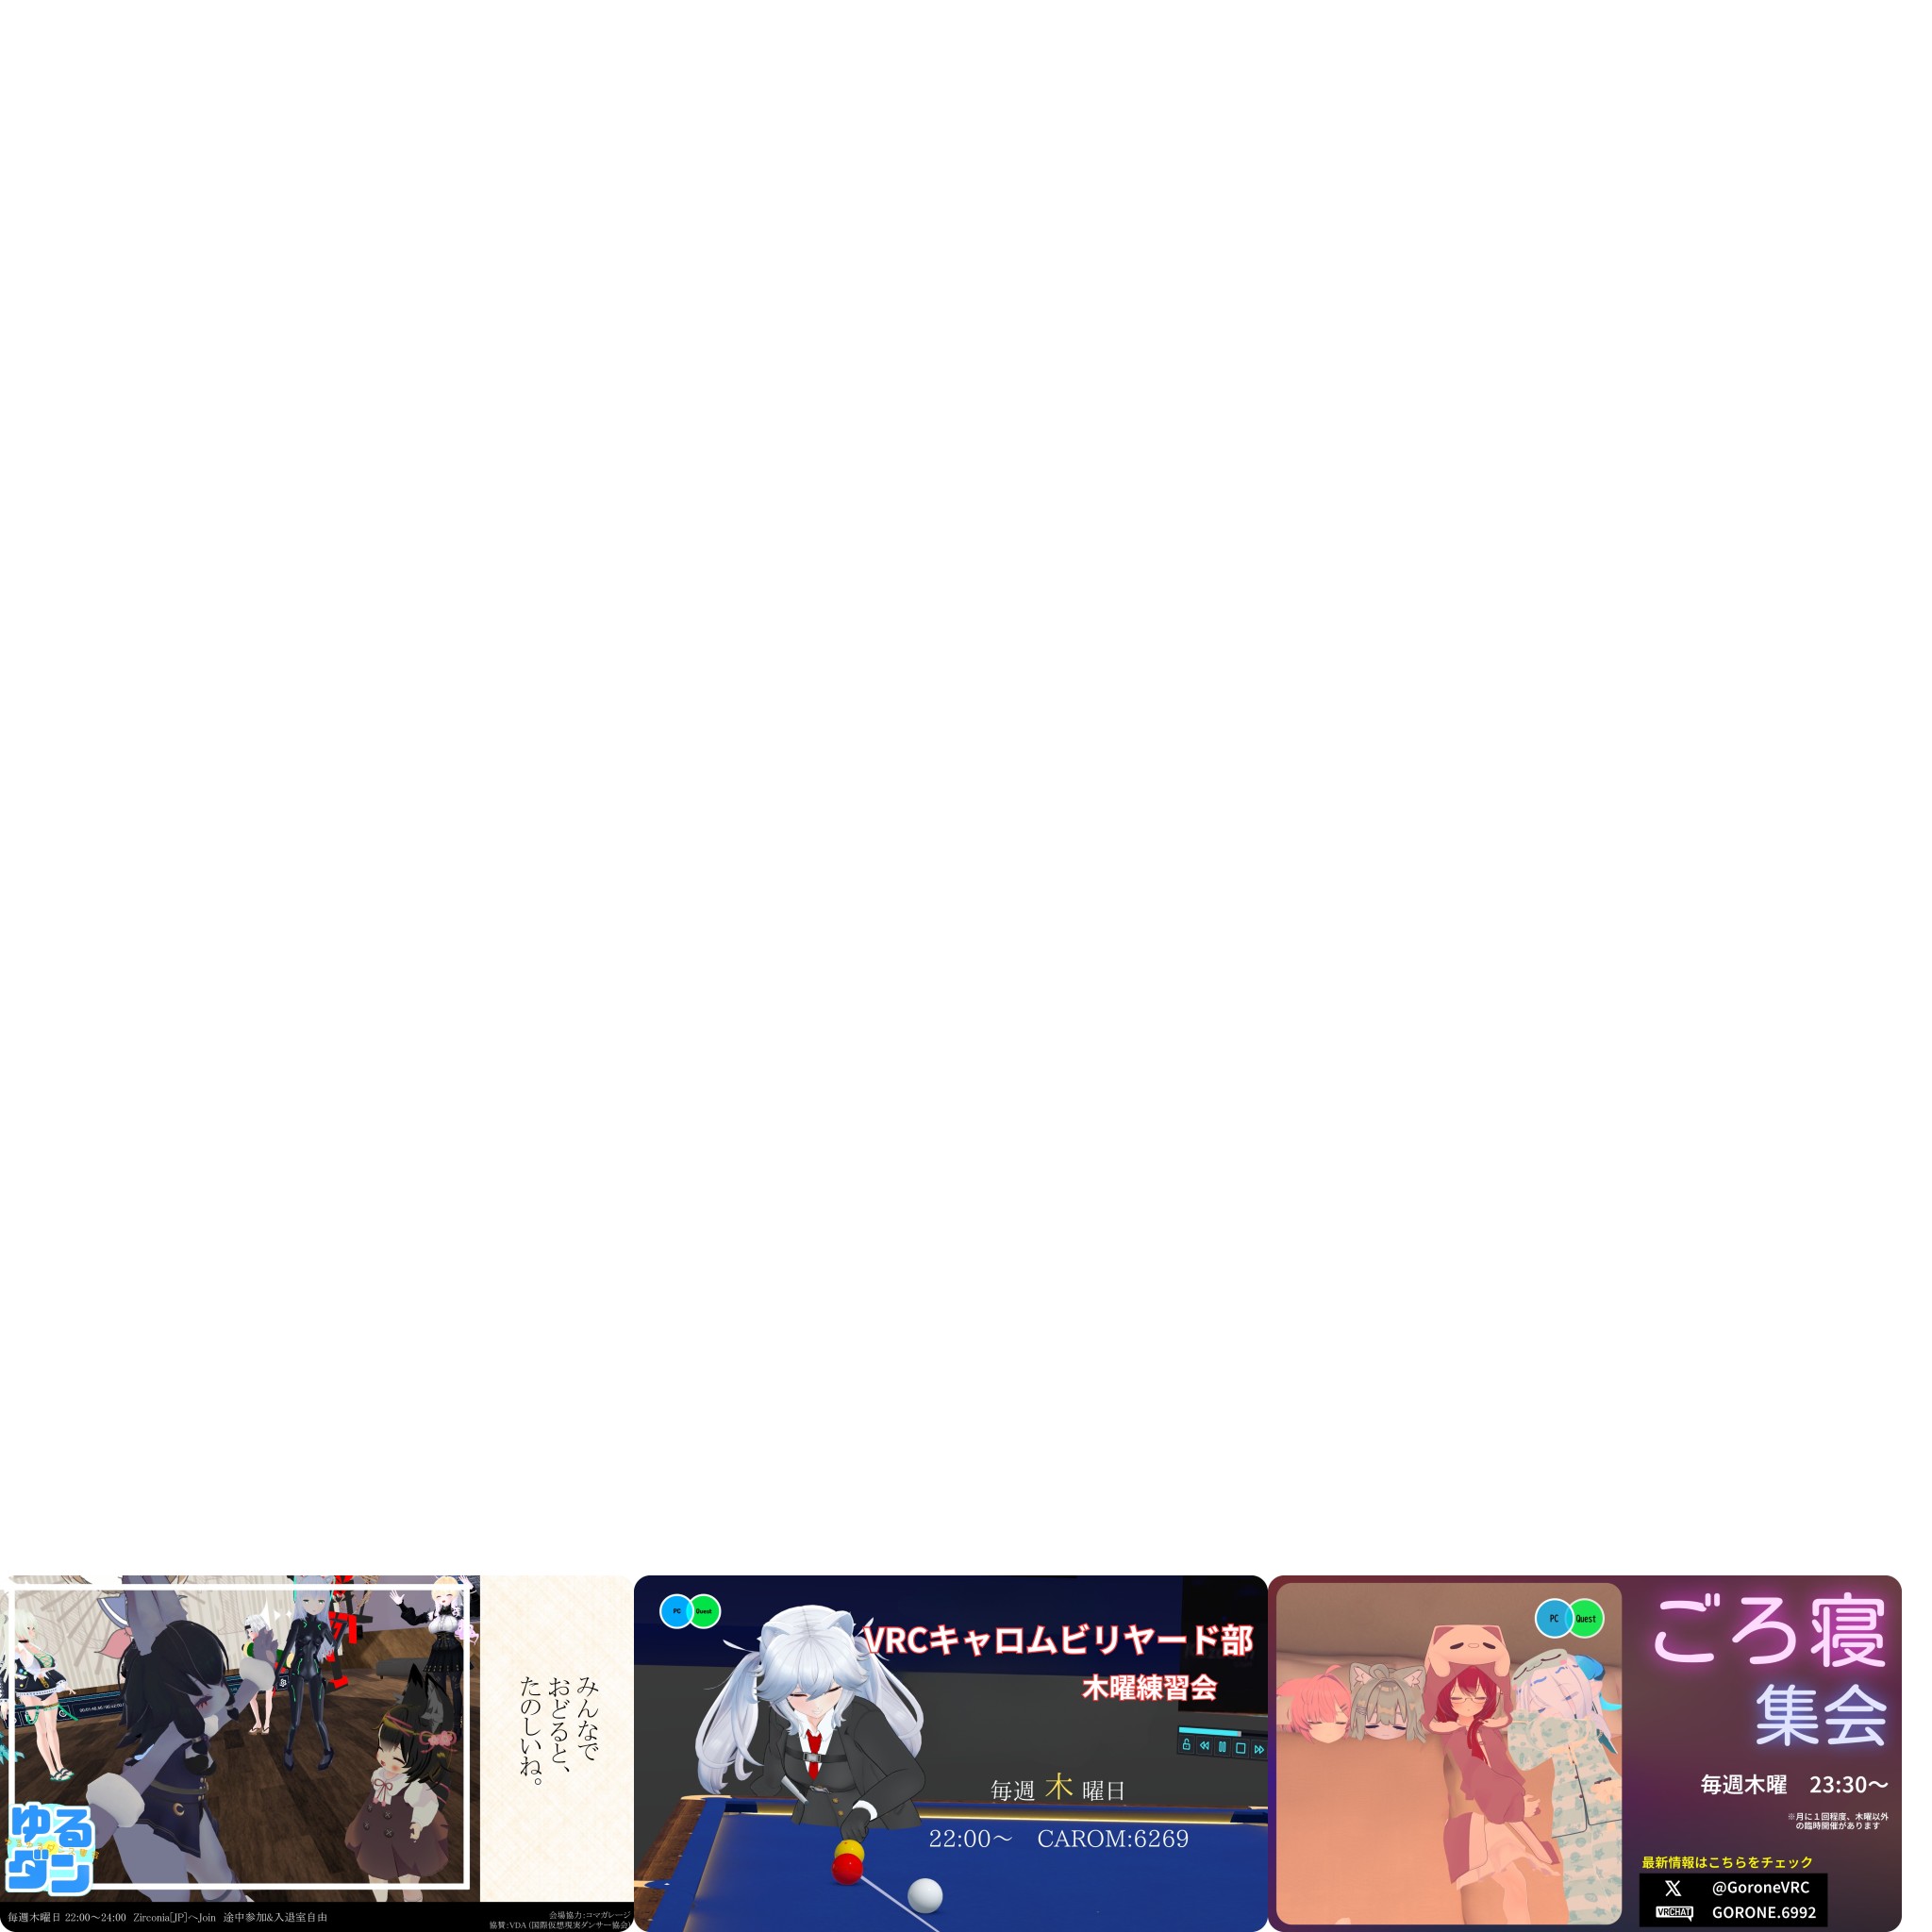 みんなで
おどると、
たのしいね。
ゆる
ダン
毎週木曜日 22:00〜24:00 Zirconia[JP]へJoin 途中参加&入退室自由
会場協力:コマガレージ
協賛:VDA (国際仮想現実ダンサー協会)
PC Quest
VRCキャロムビリヤード部
木曜練習会
毎週 木 曜日
22:00〜 CAROM:6269
PC Quest
ごろ寝
集会
毎週木曜 23:30〜
※月に１回程度、木曜以外
の臨時開催があります
最新情報はこちらをチェック
X @GoroneVRC
VRCHAT GORONE.6992